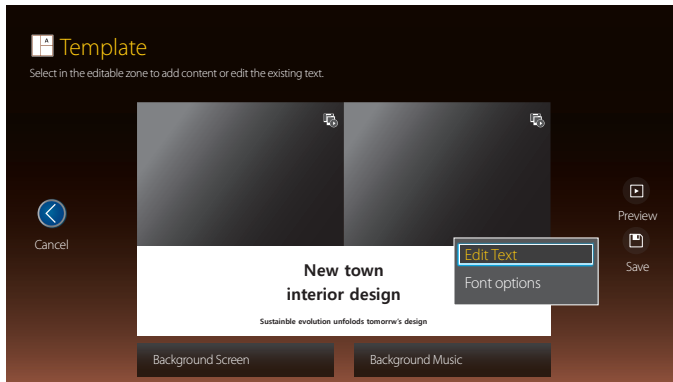 A
Template
Select in the editable zone to add content or edit the existing text.
Cancel
New town
interior design
Sustainble evolution unfolods tomorrw's design
Edit Text
Font options
Preview
Save
Background Screen
Background Music